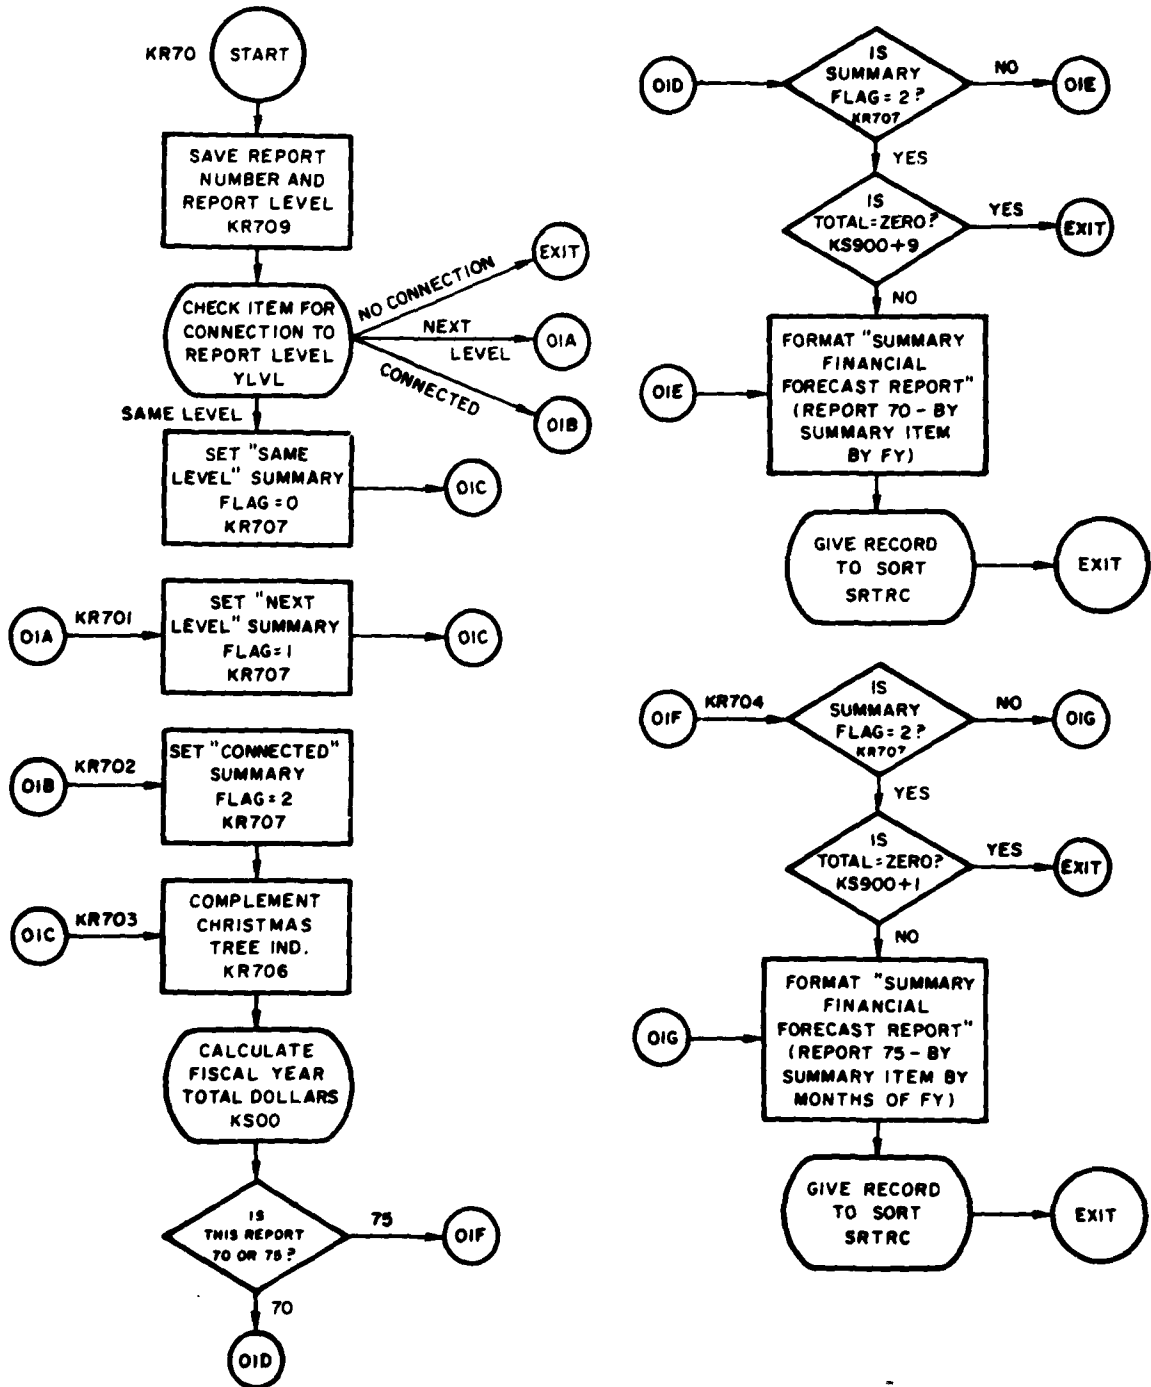 KR70
START
SAVE REPORT
NUMBER AND
REPORT LEVEL
KR709
CHECK ITEM FOR
CONNECTION TO
REPORT LEVEL
YLVL
NO CONNECTION
EXIT
NEXT
LEVEL
01A
CONNECTED
01B
SAME LEVEL
SET "SAME
LEVEL" SUMMARY
FLAG=0
KR707
01C
01A
KR701
SET "NEXT
LEVEL" SUMMARY
FLAG=1
KR707
01C
01B
KR702
SET "CONNECTED"
SUMMARY
FLAG=2
KR707
01C
KR703
COMPLEMENT
CHRISTMAS
TREE IND.
KR706
CALCULATE
FISCAL YEAR
TOTAL DOLLARS
KS00
IS
THIS REPORT
70 OR 75?
75
01F
70
01D
01D
IS
SUMMARY
FLAG=2?
KR707
NO
01E
YES
IS
TOTAL=ZERO?
KS900+9
YES
EXIT
NO
01E
FORMAT "SUMMARY
FINANCIAL
FORECAST REPORT"
(REPORT 70-BY
SUMMARY ITEM
BY FY)
GIVE RECORD
TO SORT
SRTRC
EXIT
01F
KR704
IS
SUMMARY
FLAG=2?
KR707
NO
01G
YES
IS
TOTAL=ZERO?
KS900+1
YES
EXIT
NO
01G
FORMAT "SUMMARY
FINANCIAL
FORECAST REPORT"
(REPORT 75-BY
SUMMARY ITEM BY
MONTHS OF FY)
GIVE RECORD
TO SORT
SRTRC
EXIT